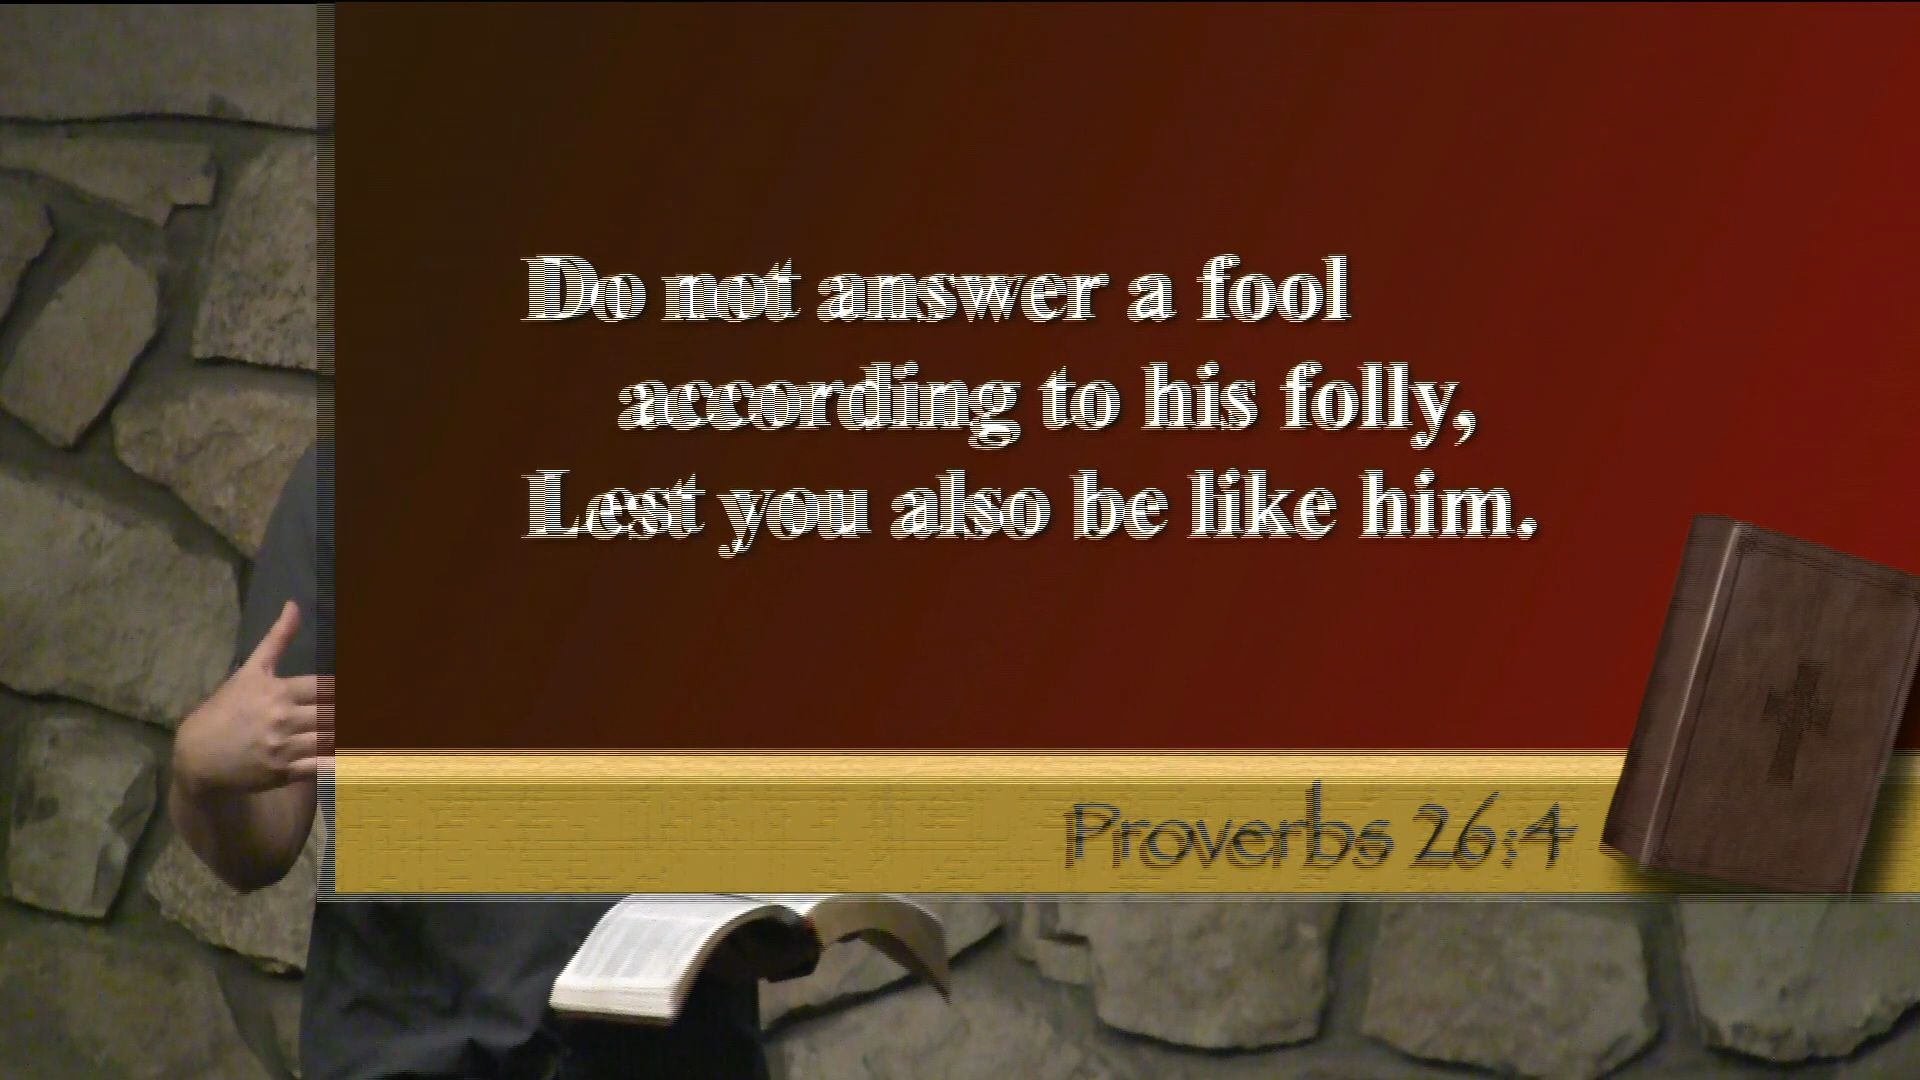 Do not answer a fool
according to his folly,
Lest you also be like him.
Proverbs 26:4